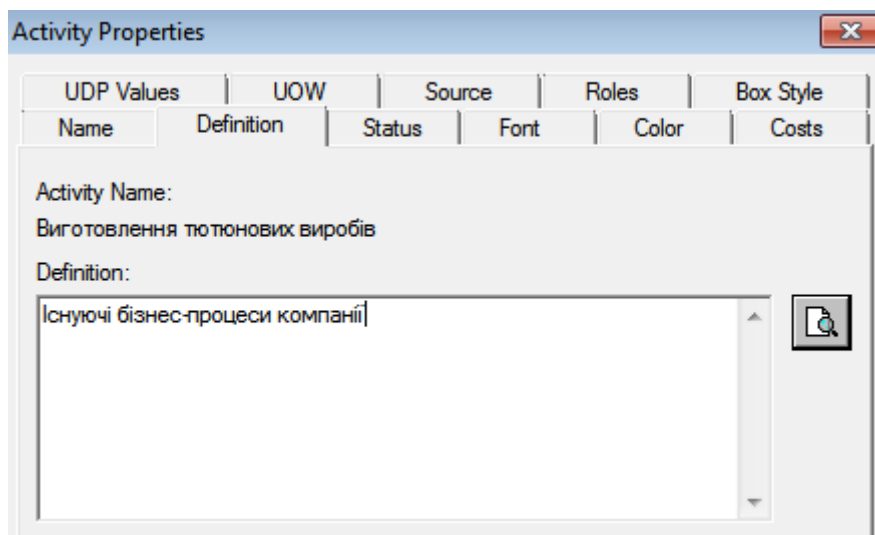 Activity Properties
UDP Values UOW Source Roles Box Style
Name Definition Status Font Color Costs
Activity Name:
Виготовлення тютюнових виробів
Definition:
Існуючі бізнес-процеси компанії